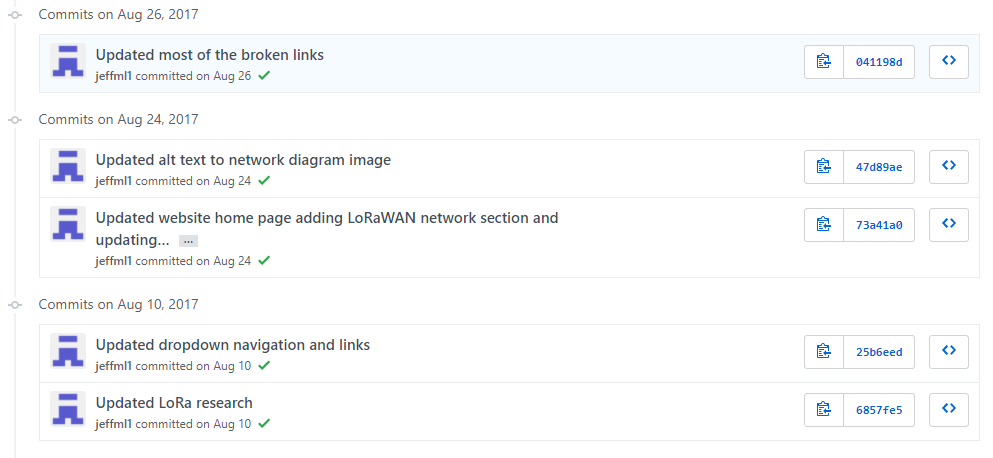 Commits on Aug 26, 2017
Updated most of the broken links
jeffml1 committed on Aug 26
041198d
Commits on Aug 24, 2017
Updated alt text to network diagram image
jeffml1 committed on Aug 24
47d89ae
Updated website home page adding LoRaWAN network section and
updating... ...
jeffml1 committed on Aug 24
73a41a0
Commits on Aug 10, 2017
Updated dropdown navigation and links
jeffml1 committed on Aug 10
25b6eed
Updated LoRa research
jeffml1 committed on Aug 10
6857fe5